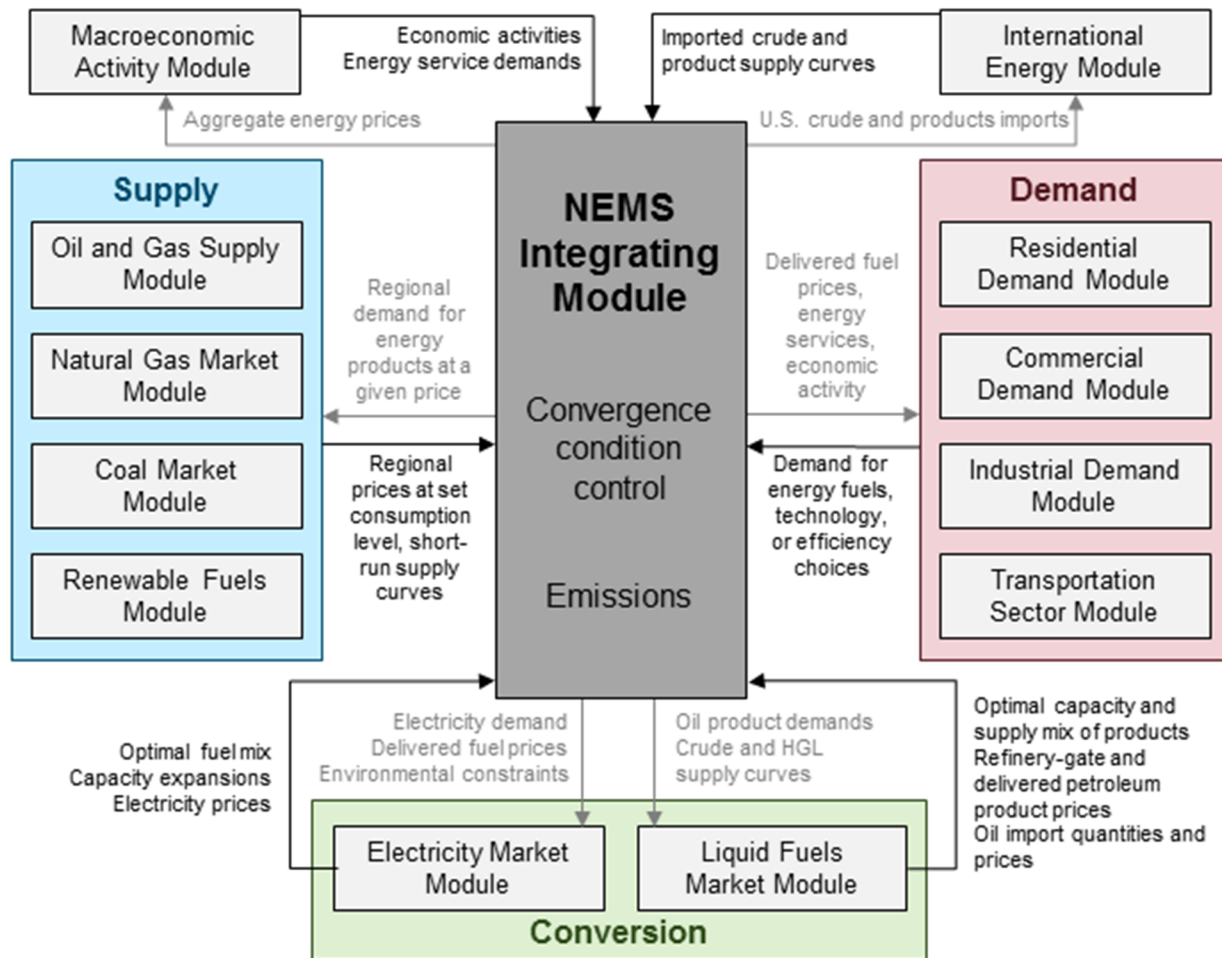 Macroeconomic
Activity Module
Economic activities
Energy service demands
Imported crude and
product supply curves
International
Energy Module
Aggregate energy prices
U.S. crude and products imports
Supply
Oil and Gas Supply
Module
Natural Gas Market
Module
Coal Market
Module
Renewable Fuels
Module
Regional
demand for
energy
products at a
given price
Regional
prices at set
consumption
level, short-
run supply
curves
NEMS
Integrating
Module
Convergence
condition
control
Emissions
Delivered fuel
prices,
energy
services,
economic
activity
Demand for
energy fuels,
technology,
or efficiency
choices
Demand
Residential
Demand Module
Commercial
Demand Module
Industrial Demand
Module
Transportation
Sector Module
Optimal fuel mix
Capacity expansions
Electricity prices
Electricity demand
Delivered fuel prices
Environmental constraints
Oil product demands
Crude and HGL
supply curves
Optimal capacity and
supply mix of products
Refinery-gate and
delivered petroleum
product prices
Oil import quantities and
prices
Electricity Market
Module
Liquid Fuels
Market Module
Conversion